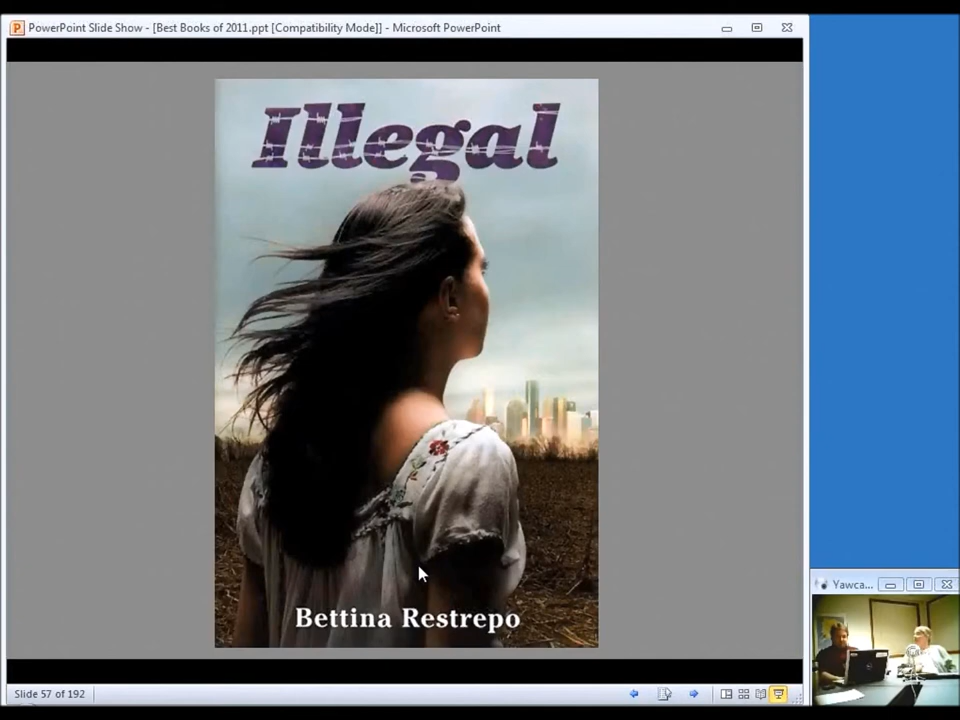 PowerPoint Slide Show - [Best Books of 2011.ppt [Compatibility Mode]] - Microsoft PowerPoint
Illegal
Bettina Restrepo
Yawca...
Slide 57 of 192